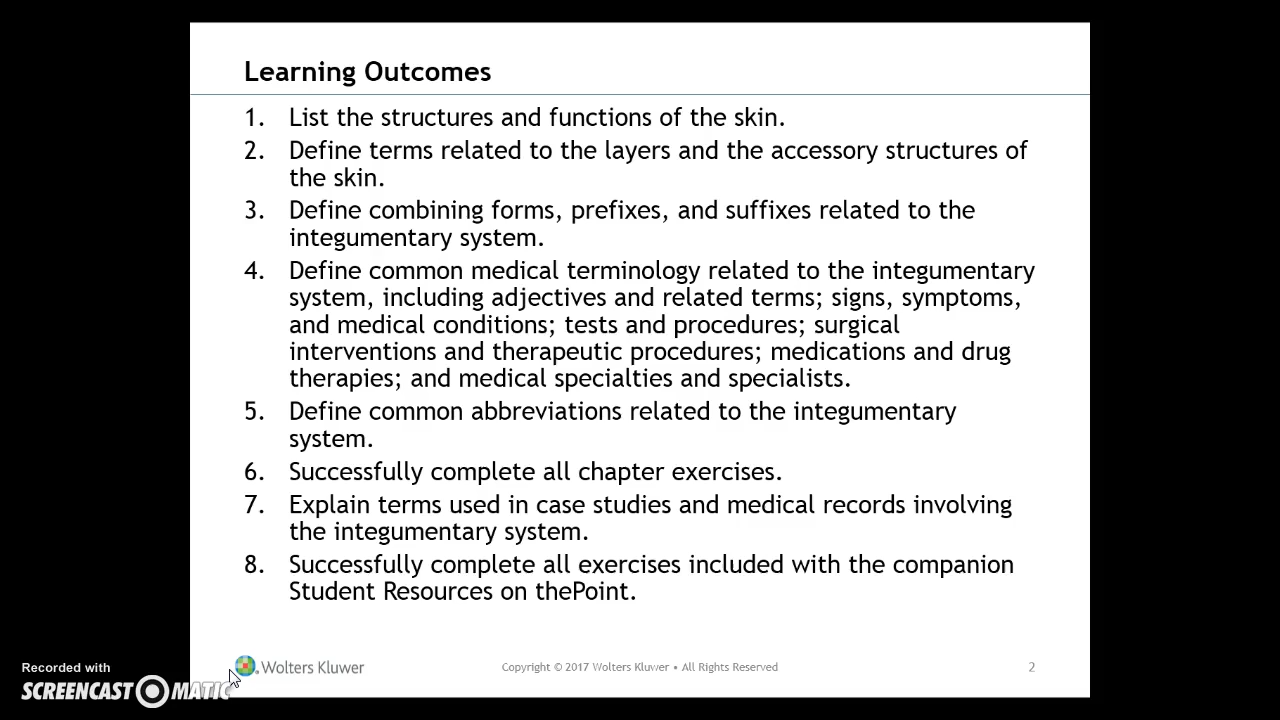 Learning Outcomes
1. List the structures and functions of the skin.
2. Define terms related to the layers and the accessory structures of
the skin.
3. Define combining forms, prefixes, and suffixes related to the
integumentary system.
4. Define common medical terminology related to the integumentary
system, including adjectives and related terms; signs, symptoms,
and medical conditions; tests and procedures; surgical
interventions and therapeutic procedures; medications and drug
therapies; and medical specialties and specialists.
5. Define common abbreviations related to the integumentary
system.
6. Successfully complete all chapter exercises.
7. Explain terms used in case studies and medical records involving
the integumentary system.
8. Successfully complete all exercises included with the companion
Student Resources on thePoint.
Wolters Kluwer
Copyright © 2017 Wolters Kluwer • All Rights Reserved
2
Recorded with
SCREENCAST MATIC